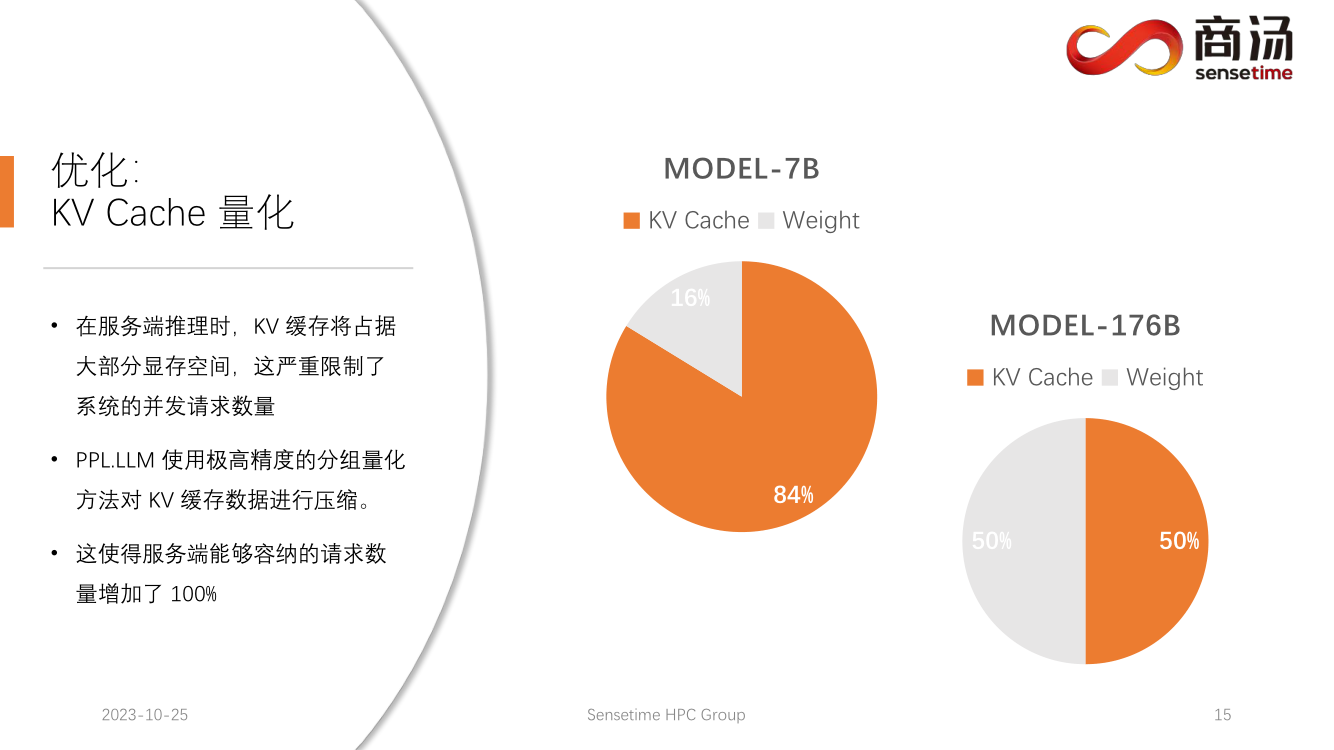 商汤
sensetime
优化：
KV Cache 量化
• 在服务端推理时，KV 缓存将占据
大部分显存空间，这严重限制了
系统的并发请求数量
• PPL.LLM 使用极高精度的分组量化
方法对 KV 缓存数据进行压缩。
• 这使得服务端能够容纳的请求数
量增加了 100%
MODEL-7B
KV Cache Weight
16%
84%
MODEL-176B
KV Cache Weight
50% 50%
2023-10-25 Sensetime HPC Group 15